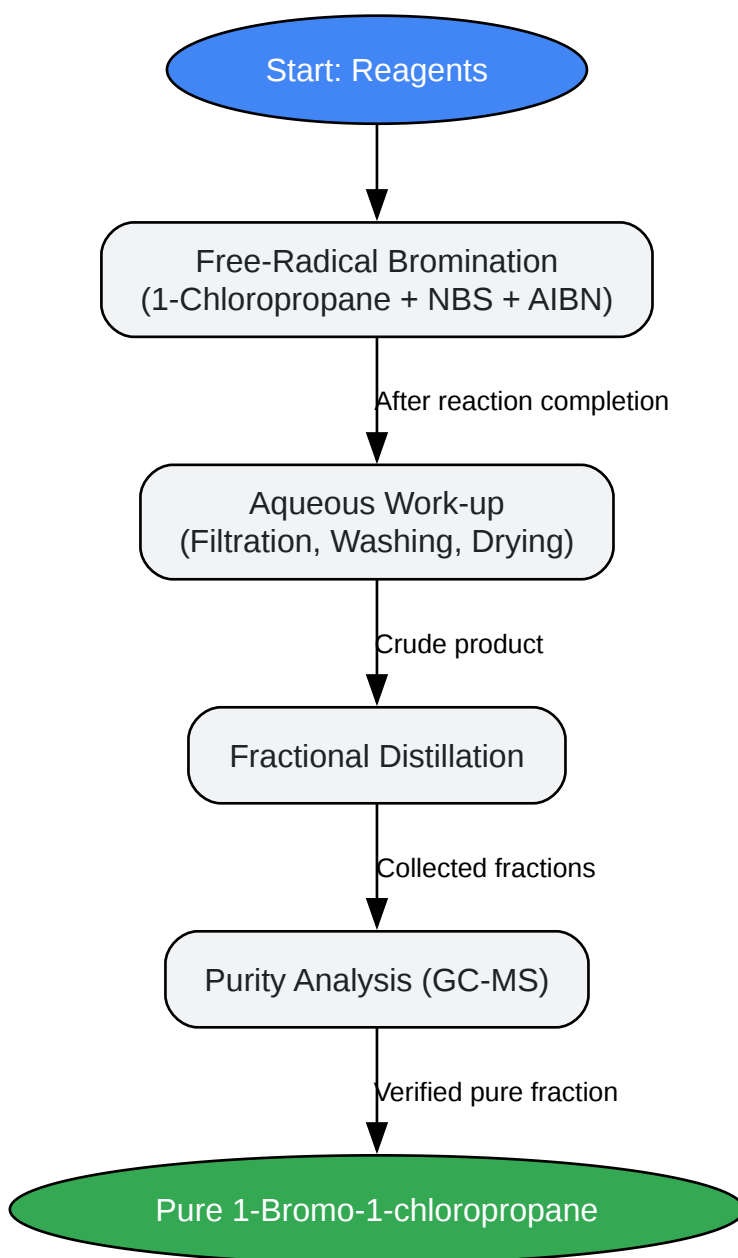 Start: Reagents
Free-Radical Bromination
(1-Chloropropane + NBS + AIBN)
After reaction completion
Aqueous Work-up
(Filtration, Washing, Drying)
Crude product
Fractional Distillation
Collected fractions
Purity Analysis (GC-MS)
Verified pure fraction
Pure 1-Bromo-1-chloropropane